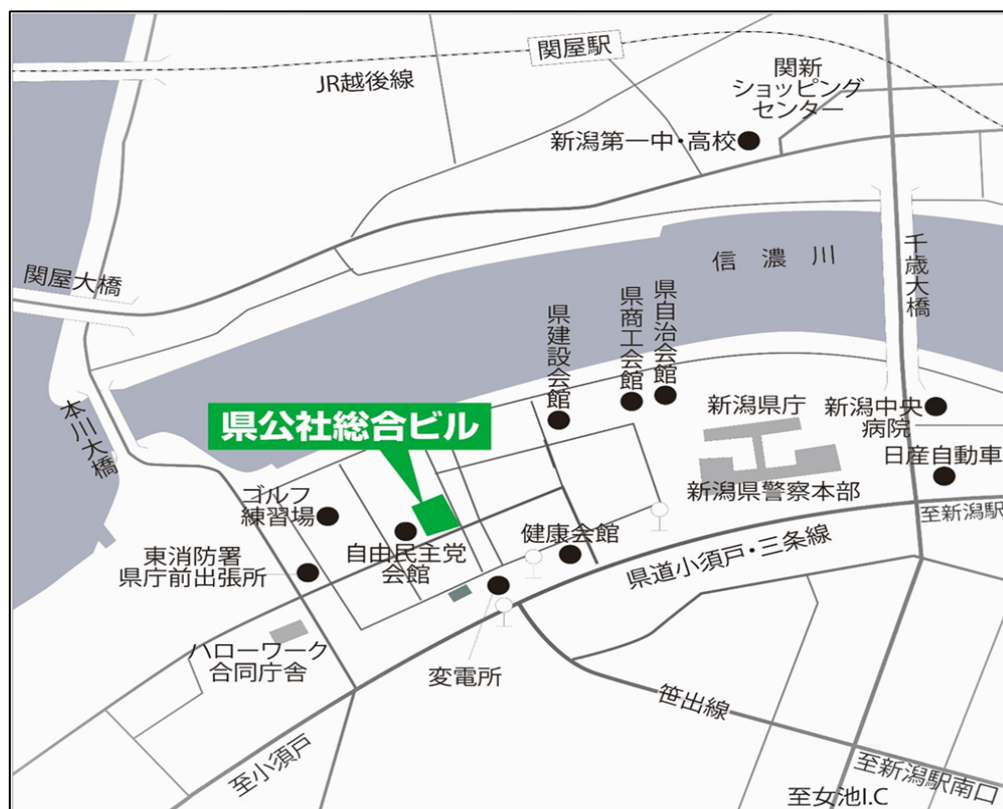 関屋駅
JR越後線
関新
ショッピング
センター
新潟第一中・高校
信濃川
千歳大橋
関屋大橋
県自治会館
県商工会館
県建設会館
本川大橋
県公社総合ビル
新潟県庁
新潟中央
病院
日産自動車
新潟県警察本部
至新潟駅
ゴルフ
練習場
自由民主党
会館
健康会館
東消防署
県庁前出張所
県道小須戸・三条線
ハローワーク
合同庁舎
変電所
笹出線
至小須戸
至新潟駅南口
至女池I.C